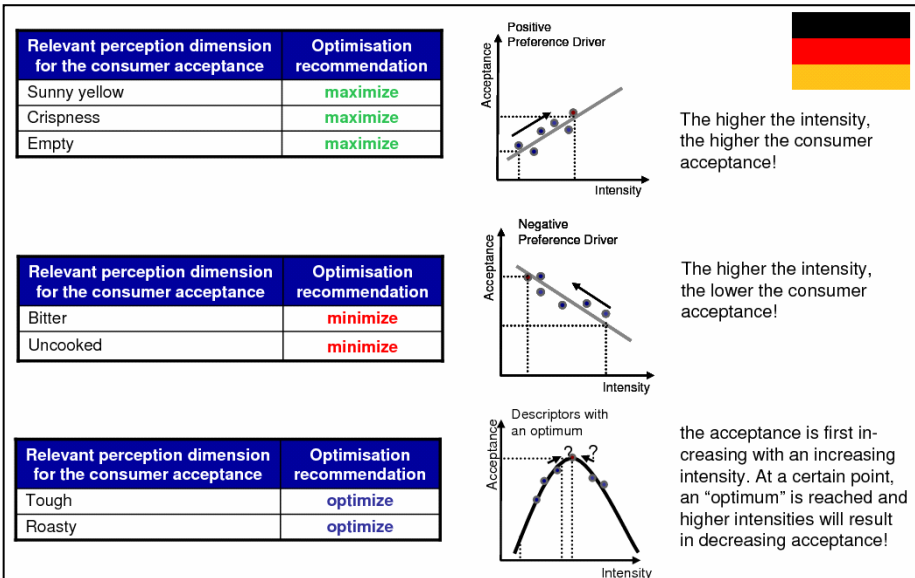 Relevant perception dimension Optimisation
for the consumer acceptance recommendation
Sunny yellow maximize
Crispness maximize
Empty maximize
Positive
Preference Driver
Acceptance
Intensity
The higher the intensity,
the higher the consumer
acceptance!
Relevant perception dimension Optimisation
for the consumer acceptance recommendation
Bitter minimize
Uncooked minimize
Negative
Preference Driver
Acceptance
Intensity
The higher the intensity,
the lower the consumer
acceptance!
Relevant perception dimension Optimisation
for the consumer acceptance recommendation
Tough optimize
Roasty optimize
Descriptors with
an optimum
? ?
Acceptance
Intensity
the acceptance is first in-
creasing with an increasing
intensity. At a certain point,
an “optimum” is reached and
higher intensities will result
in decreasing acceptance!